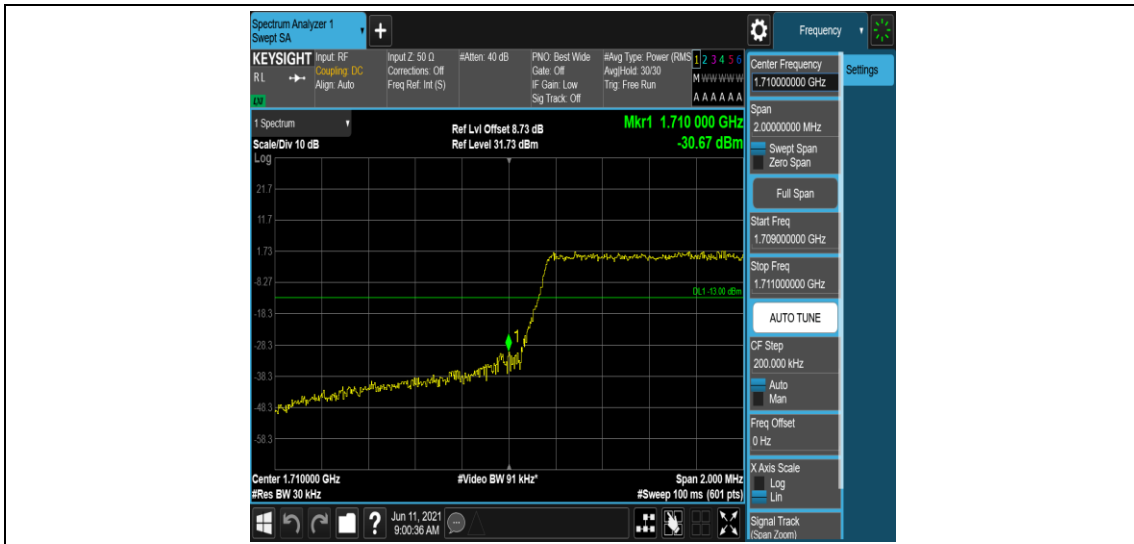 Spectrum Analyzer 1
Swept SA
Frequency
KEYSIGHT
RL
LXI
Input: RF
Coupling: DC
Align: Auto
Input Z: 50 Ω
Corrections: Off
Freq Ref: Int (S)
#Atten: 40 dB
PNO: Best Wide
Gate: Off
IF Gain: Low
Sig Track: Off
#Avg Type: Power (RMS
Avg|Hold: 30/30
Trig: Free Run
1 2 3 4 5 6
M W W W W W
A A A A A A
1 Spectrum
Scale/Div 10 dB
Log
Ref Lvl Offset 8.73 dB
Ref Level 31.73 dBm
Mkr1 1.710 000 GHz
-30.67 dBm
21.7
11.7
1.73
-8.27
-18.3
-28.3
-38.3
-48.3
-58.3
DL1 -13.00 dBm
1
Center 1.710000 GHz
#Res BW 30 kHz
#Video BW 91 kHz*
Span 2.000 MHz
#Sweep 100 ms (601 pts)
?
Jun 11, 2021
9:00:36 AM
Center Frequency
1.710000000 GHz
Settings
Span
2.00000000 MHz
Swept Span
Zero Span
Full Span
Start Freq
1.709000000 GHz
Stop Freq
1.711000000 GHz
AUTO TUNE
CF Step
200.000 kHz
Auto
Man
Freq Offset
0 Hz
X Axis Scale
Log
Lin
Signal Track
(Span Zoom)